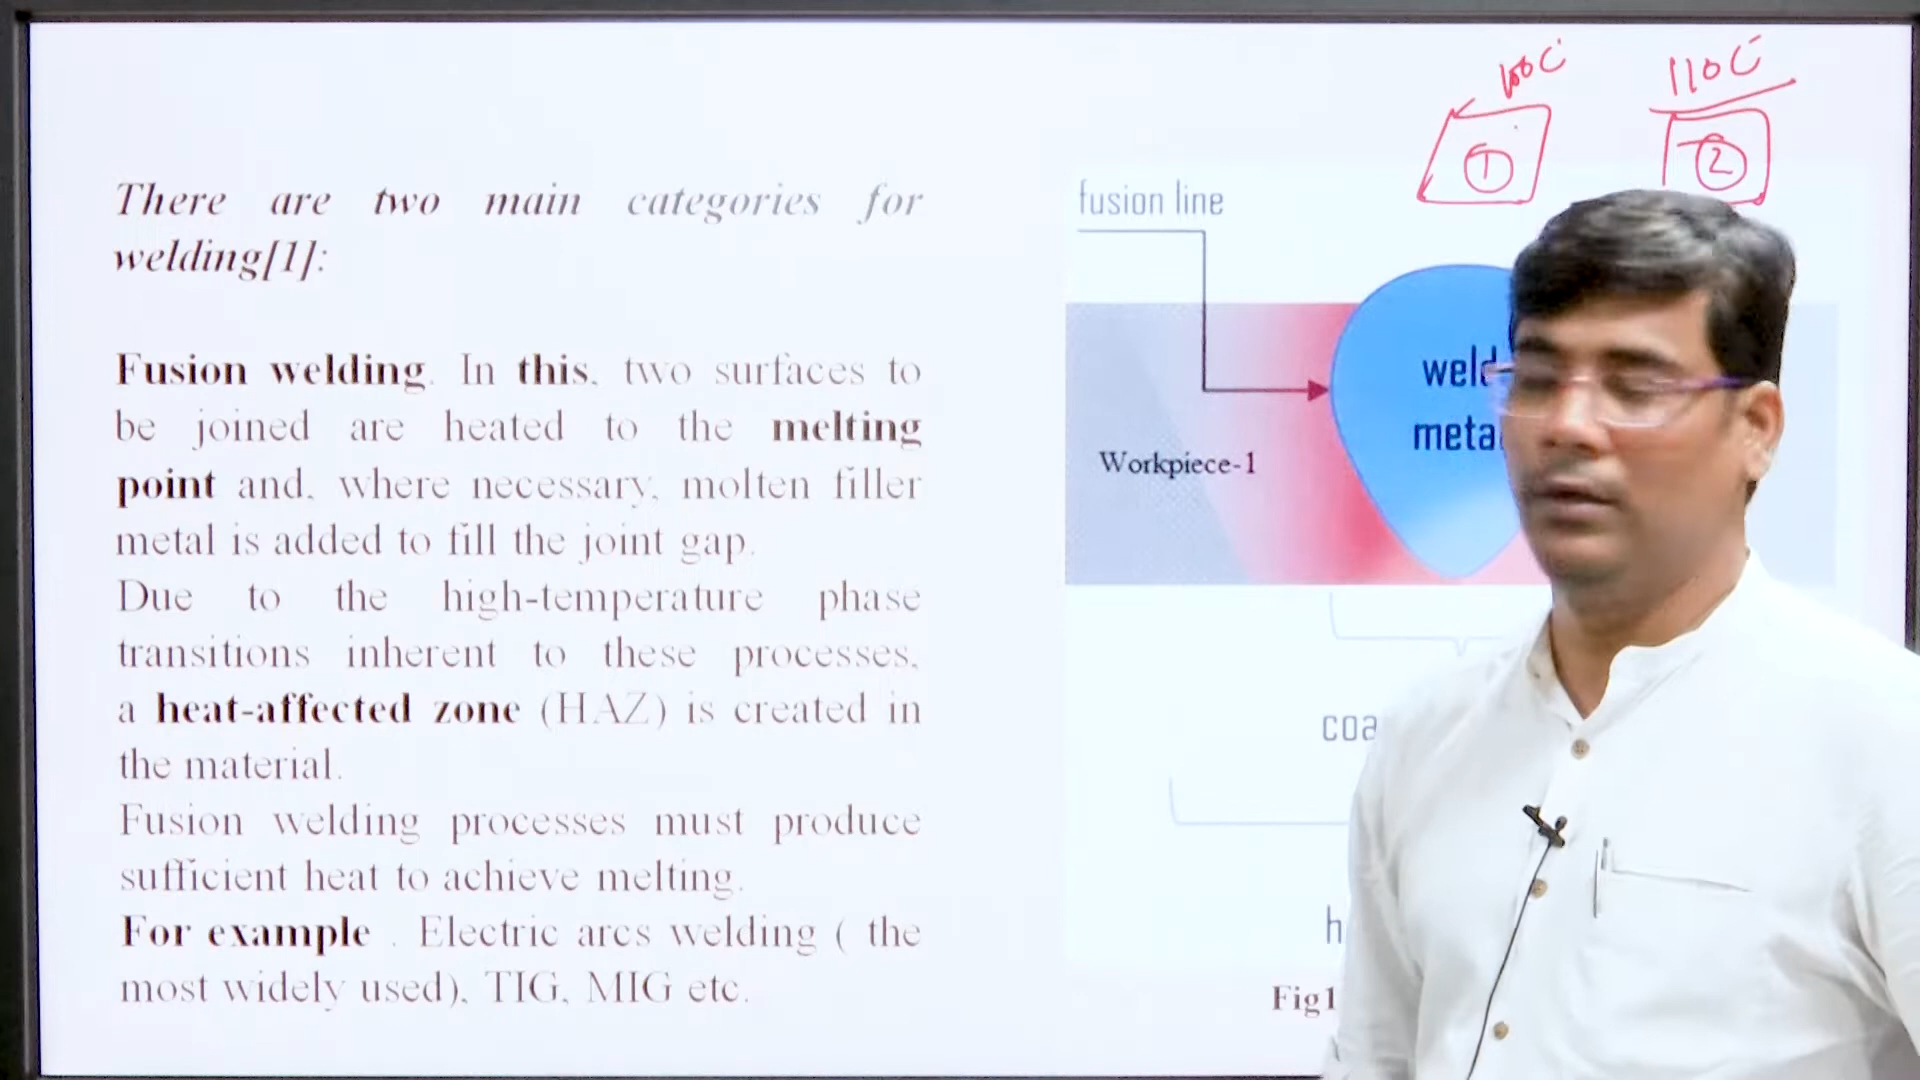 There are two main categories for
welding[1]:
Fusion welding. In this, two surfaces to
be joined are heated to the melting
point and, where necessary, molten filler
metal is added to fill the joint gap.
Due to the high-temperature phase
transitions inherent to these processes,
a heat-affected zone (HAZ) is created in
the material.
Fusion welding processes must produce
sufficient heat to achieve melting.
For example . Electric arcs welding ( the
most widely used), TIG, MIG etc.
110C
1
2
fusion line
weld
Workpiece-1
Fig1